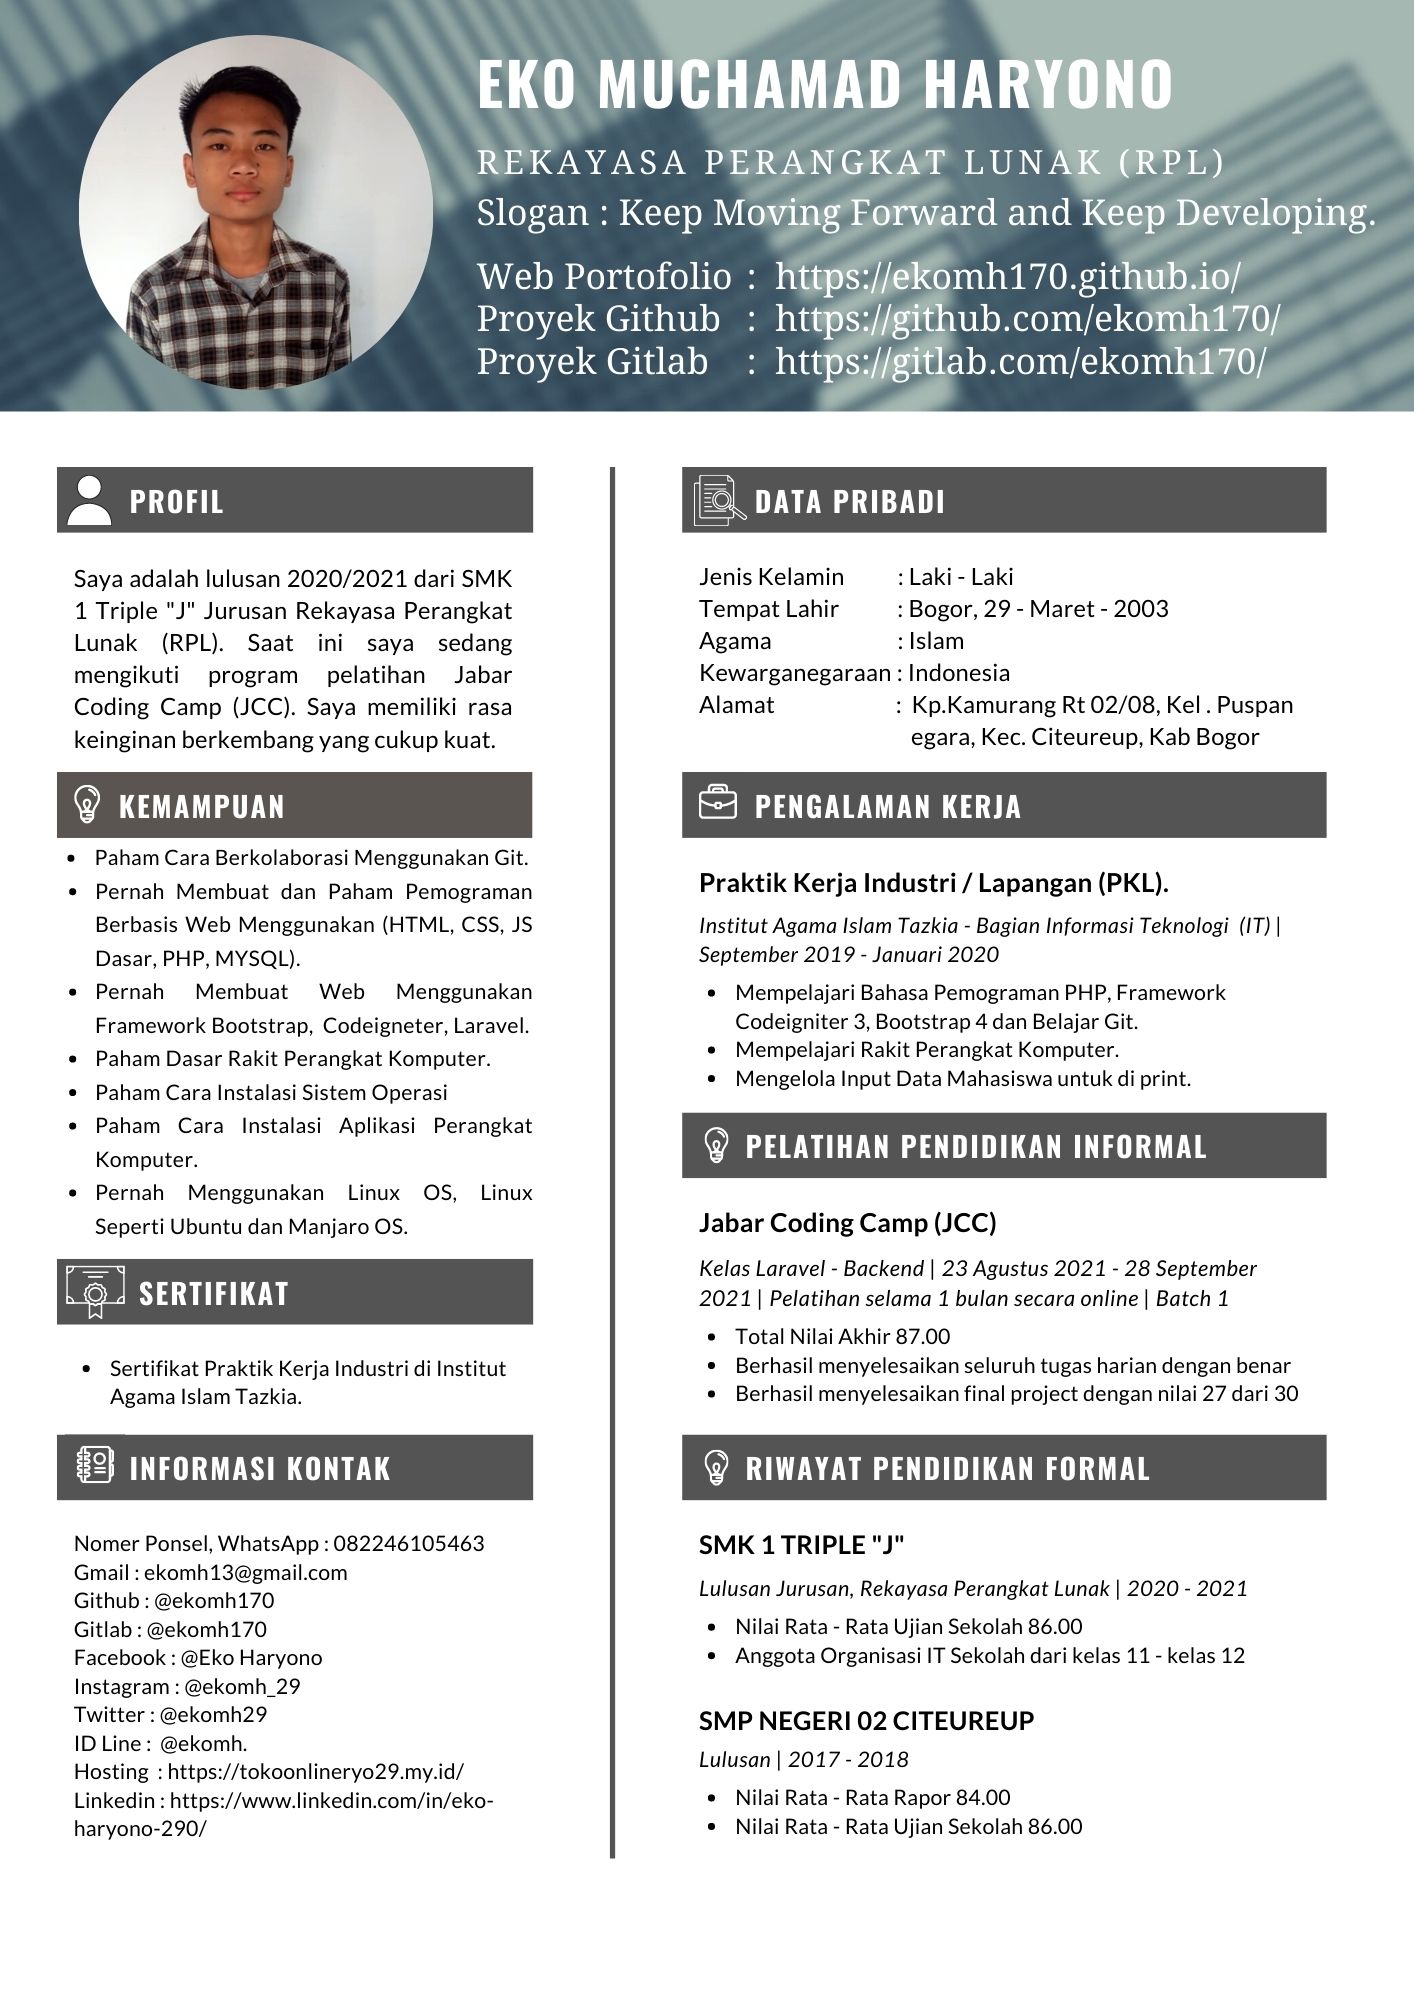 EKO MUCHAMAD HARYONO
REKAYASA PERANGKAT LUNAK (RPL)
Slogan : Keep Moving Forward and Keep Developing.
Web Portofolio : https://ekomh170.github.io/
Proyek Github : https://github.com/ekomh170/
Proyek Gitlab : https://gitlab.com/ekomh170/
PROFIL
Saya adalah lulusan 2020/2021 dari SMK
1 Triple "J" Jurusan Rekayasa Perangkat
Lunak (RPL). Saat ini saya sedang
mengikuti program pelatihan Jabar
Coding Camp (JCC). Saya memiliki rasa
keinginan berkembang yang cukup kuat.
KEMAMPUAN
• Paham Cara Berkolaborasi Menggunakan Git.
• Pernah Membuat dan Paham Pemograman
Berbasis Web Menggunakan (HTML, CSS, JS
Dasar, PHP, MYSQL).
• Pernah Membuat Web Menggunakan
Framework Bootstrap, Codeigneter, Laravel.
• Paham Dasar Rakit Perangkat Komputer.
• Paham Cara Instalasi Sistem Operasi
• Paham Cara Instalasi Aplikasi Perangkat
Komputer.
• Pernah Menggunakan Linux OS, Linux
Seperti Ubuntu dan Manjaro OS.
SERTIFIKAT
• Sertifikat Praktik Kerja Industri di Institut
Agama Islam Tazkia.
INFORMASI KONTAK
Nomer Ponsel, WhatsApp : 082246105463
Gmail : ekomh13@gmail.com
Github : @ekomh170
Gitlab : @ekomh170
Facebook : @Eko Haryono
Instagram : @ekomh_29
Twitter : @ekomh29
ID Line : @ekomh.
Hosting : https://tokoonlineryo29.my.id/
Linkedin : https://www.linkedin.com/in/eko-
haryono-290/
DATA PRIBADI
Jenis Kelamin : Laki - Laki
Tempat Lahir : Bogor, 29 - Maret - 2003
Agama : Islam
Kewarganegaraan : Indonesia
Alamat : Kp.Kamurang Rt 02/08, Kel . Puspan
egara, Kec. Citeureup, Kab Bogor
PENGALAMAN KERJA
Praktik Kerja Industri / Lapangan (PKL).
Institut Agama Islam Tazkia - Bagian Informasi Teknologi (IT) |
September 2019 - Januari 2020
• Mempelajari Bahasa Pemograman PHP, Framework
Codeigniter 3, Bootstrap 4 dan Belajar Git.
• Mempelajari Rakit Perangkat Komputer.
• Mengelola Input Data Mahasiswa untuk di print.
PELATIHAN PENDIDIKAN INFORMAL
Jabar Coding Camp (JCC)
Kelas Laravel - Backend | 23 Agustus 2021 - 28 September
2021 | Pelatihan selama 1 bulan secara online | Batch 1
• Total Nilai Akhir 87.00
• Berhasil menyelesaikan seluruh tugas harian dengan benar
• Berhasil menyelesaikan final project dengan nilai 27 dari 30
RIWAYAT PENDIDIKAN FORMAL
SMK 1 TRIPLE "J"
Lulusan Jurusan, Rekayasa Perangkat Lunak | 2020 - 2021
• Nilai Rata - Rata Ujian Sekolah 86.00
• Anggota Organisasi IT Sekolah dari kelas 11 - kelas 12
SMP NEGERI 02 CITEUREUP
Lulusan | 2017 - 2018
• Nilai Rata - Rata Rapor 84.00
• Nilai Rata - Rata Ujian Sekolah 86.00